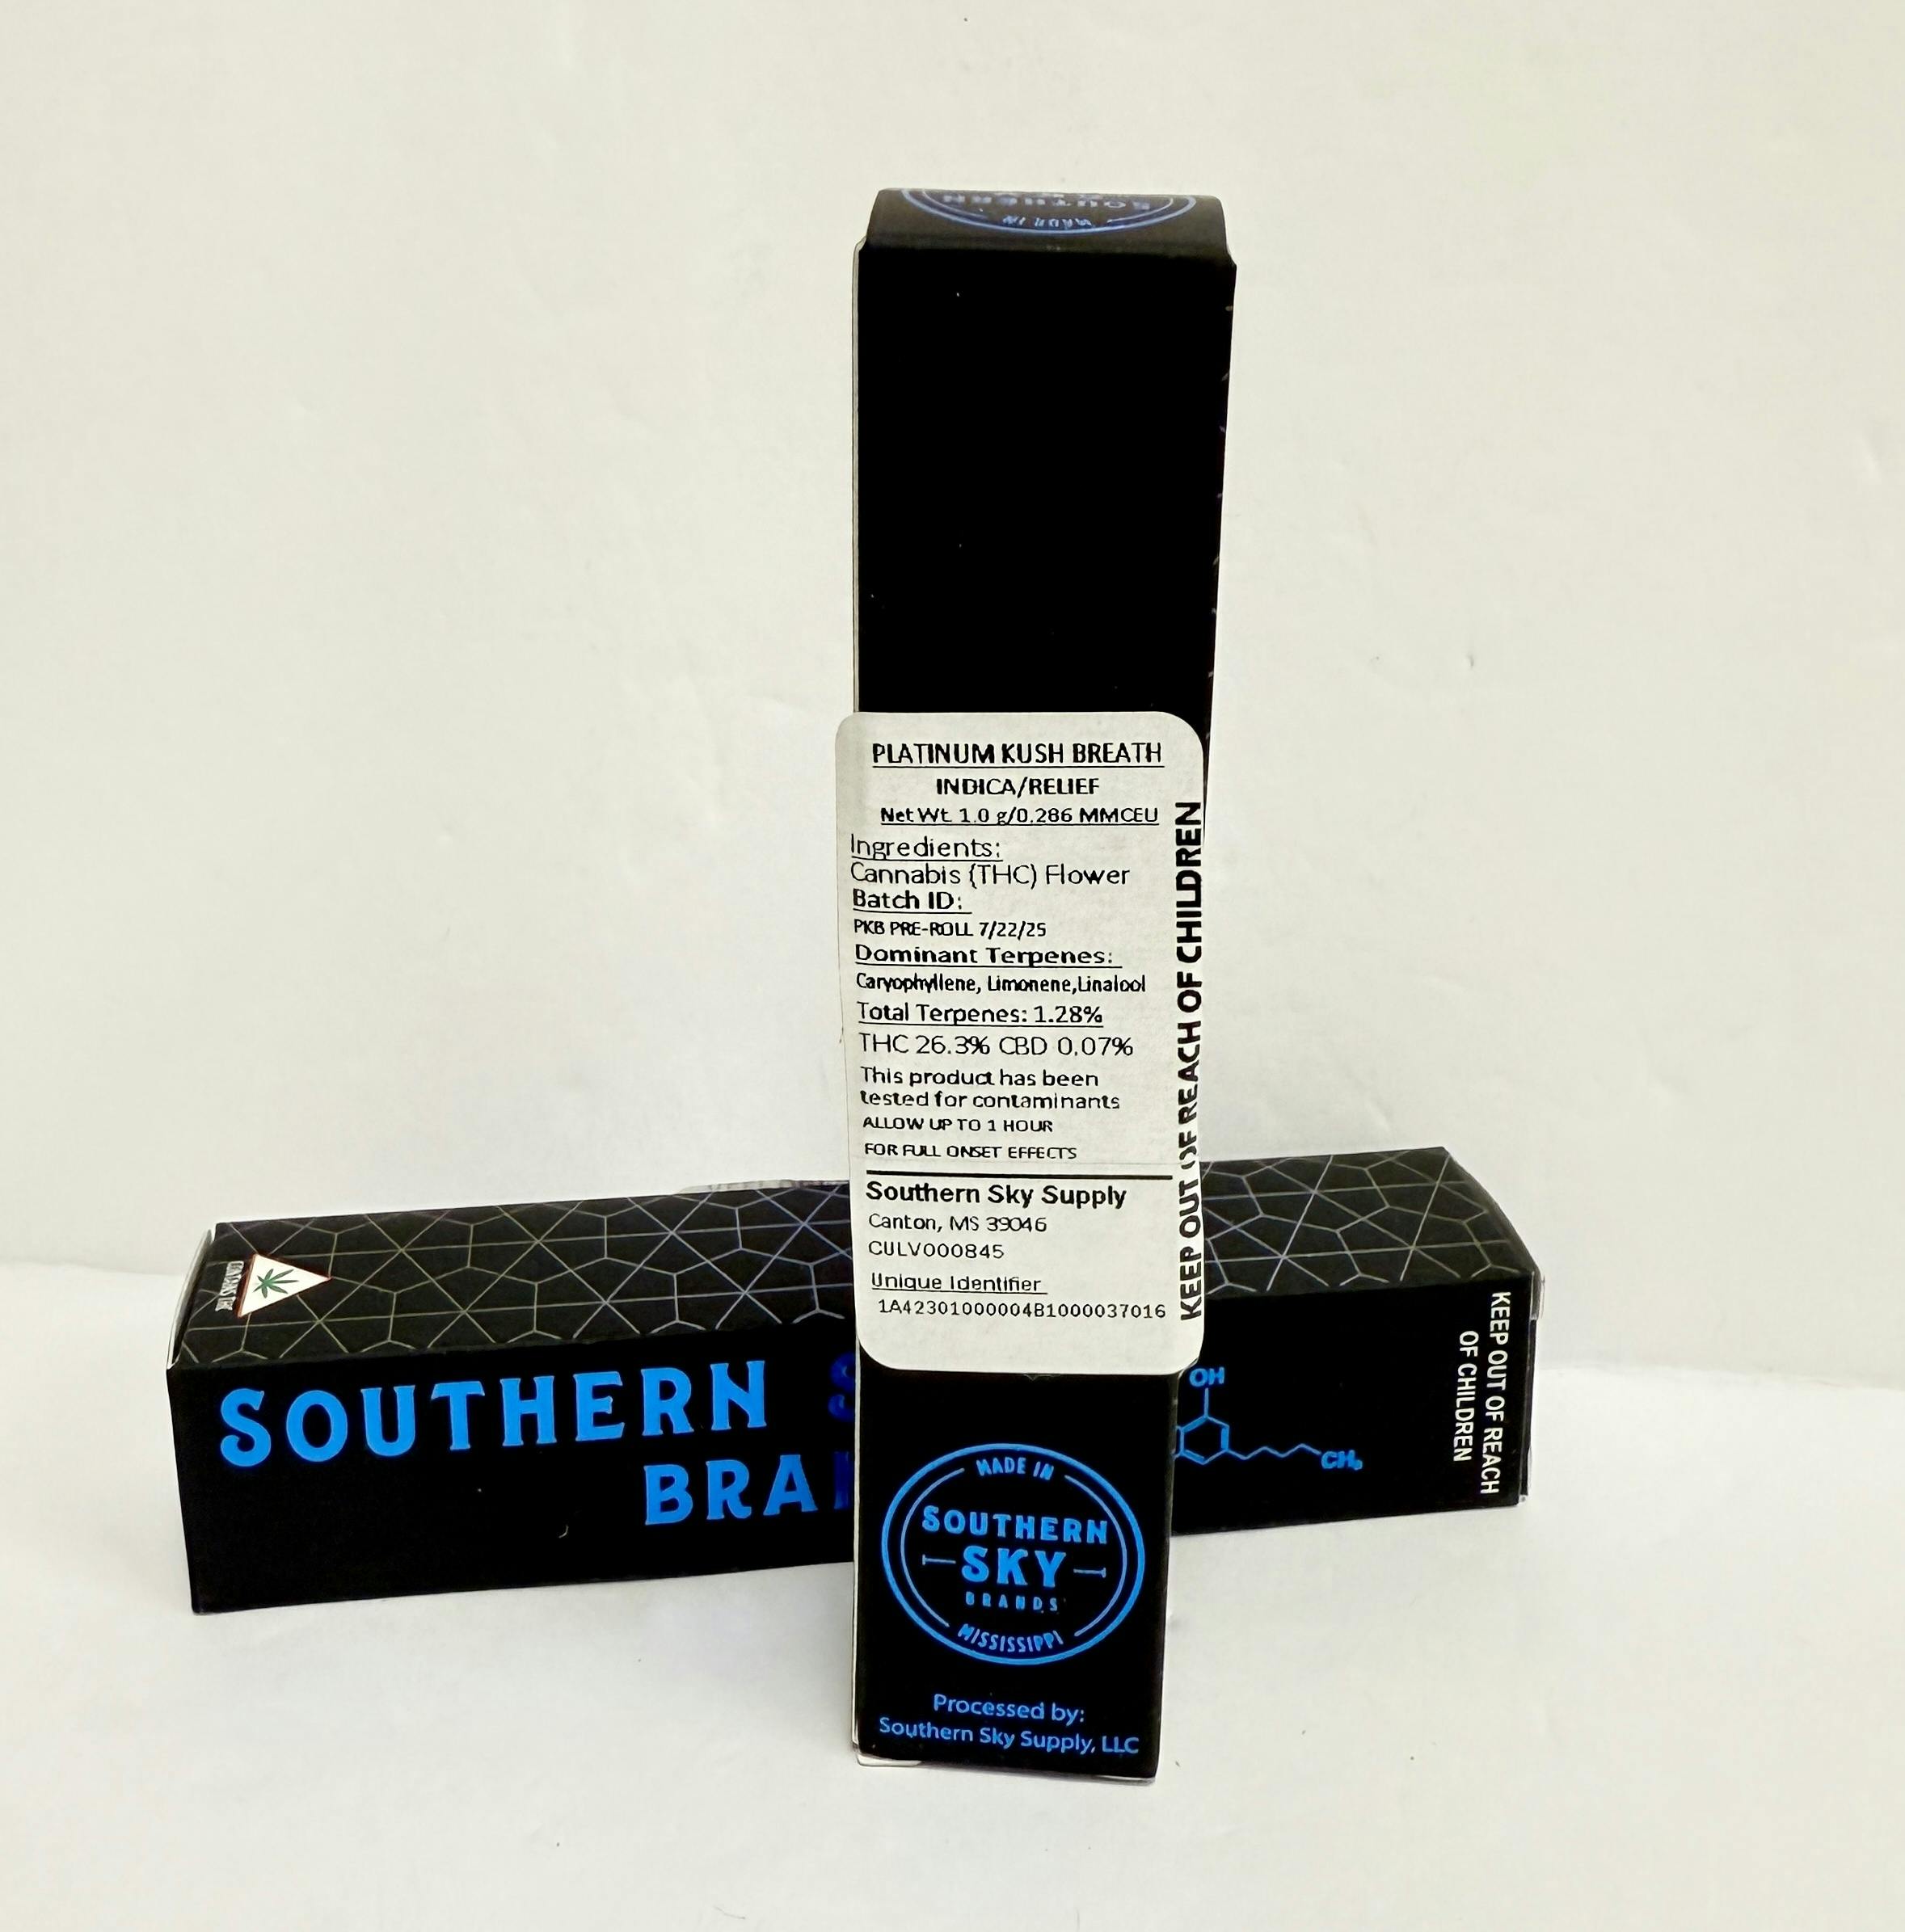 SOUTHERN
MADE IN
PLATINUM KUSH BREATH
INDICA/RELIEF
Net Wt. 1.0 g/0.286 MMCEU
Ingredients:
Cannabis (THC) Flower
Batch ID:
PKB PRE-ROLL 7/22/25
Dominant Terpenes:
Caryophyllene, Limonene,Linalool
Total Terpenes: 1.28%
THC 26.3% CBD 0.07%
This product has been
tested for contaminants
ALLOW UP TO 1 HOUR
FOR FULL ONSET EFFECTS
Southern Sky Supply
Canton, MS 39046
CULV000845
Unique Identifier
1A42301000004B1000037016
KEEP OUT OF REACH OF CHILDREN
MADE IN
SOUTHERN
SKY
BRANDS
MISSISSIPPI
Processed by:
Southern Sky Supply, LLC
SOUTHERN S
BRA
OH
CH₃
KEEP OUT OF REACH
OF CHILDREN